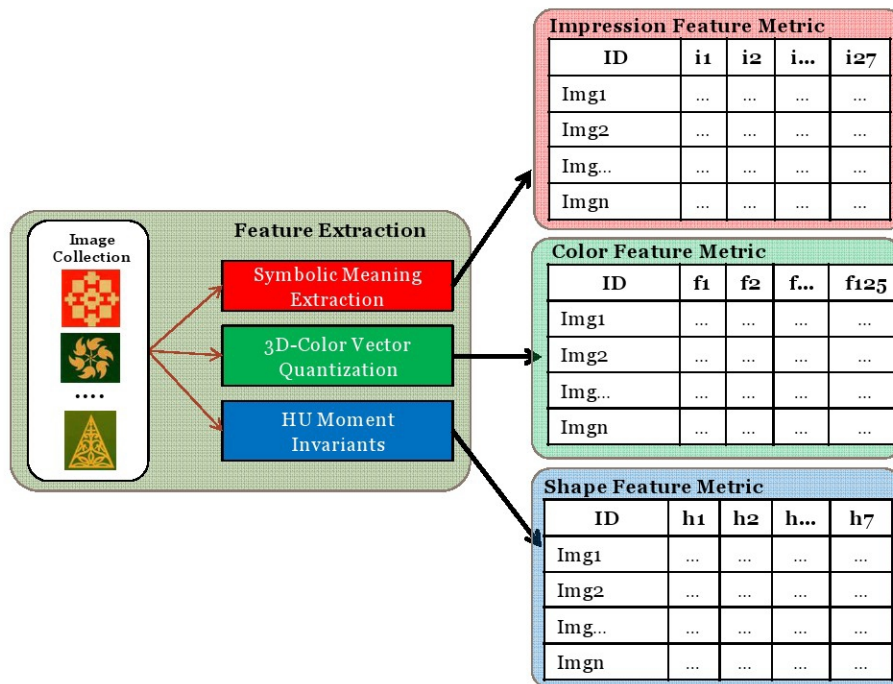 Impression Feature Metric
ID i1 i2 i... i27
Img1 ... ... ... ...
Img2 ... ... ... ...
Img... ... ... ... ...
Imgn ... ... ... ...
Feature Extraction
Image
Collection
....
Symbolic Meaning
Extraction
3D-Color Vector
Quantization
HU Moment
Invariants
Color Feature Metric
ID f1 f2 f... f125
Img1 ... ... ... ...
Img2 ... ... ... ...
Img... ... ... ... ...
Imgn ... ... ... ...
Shape Feature Metric
ID h1 h2 h... h7
Img1 ... ... ... ...
Img2 ... ... ... ...
Img... ... ... ... ...
Imgn ... ... ... ...